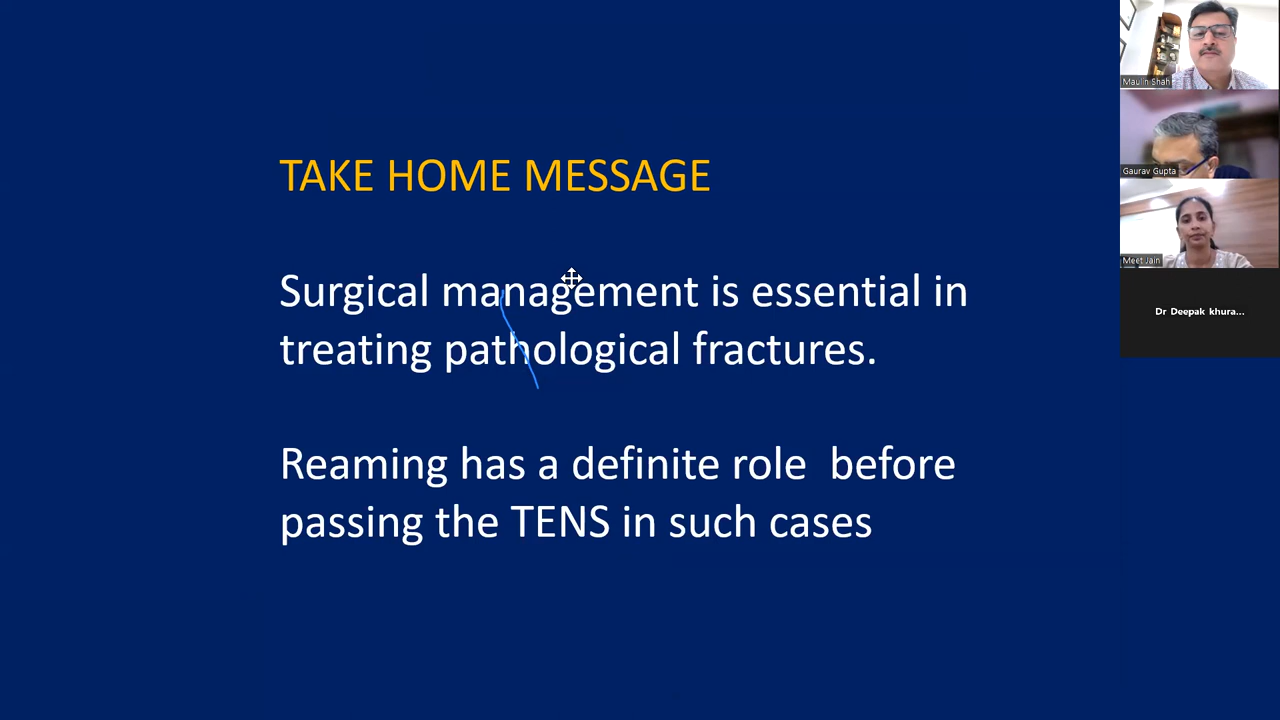 TAKE HOME MESSAGE
Surgical management is essential in
treating pathological fractures.
Reaming has a definite role  before
passing the TENS in such cases
Maulin Shah
Gaurav Gupta
Meet Jain
Dr Deepak khura...